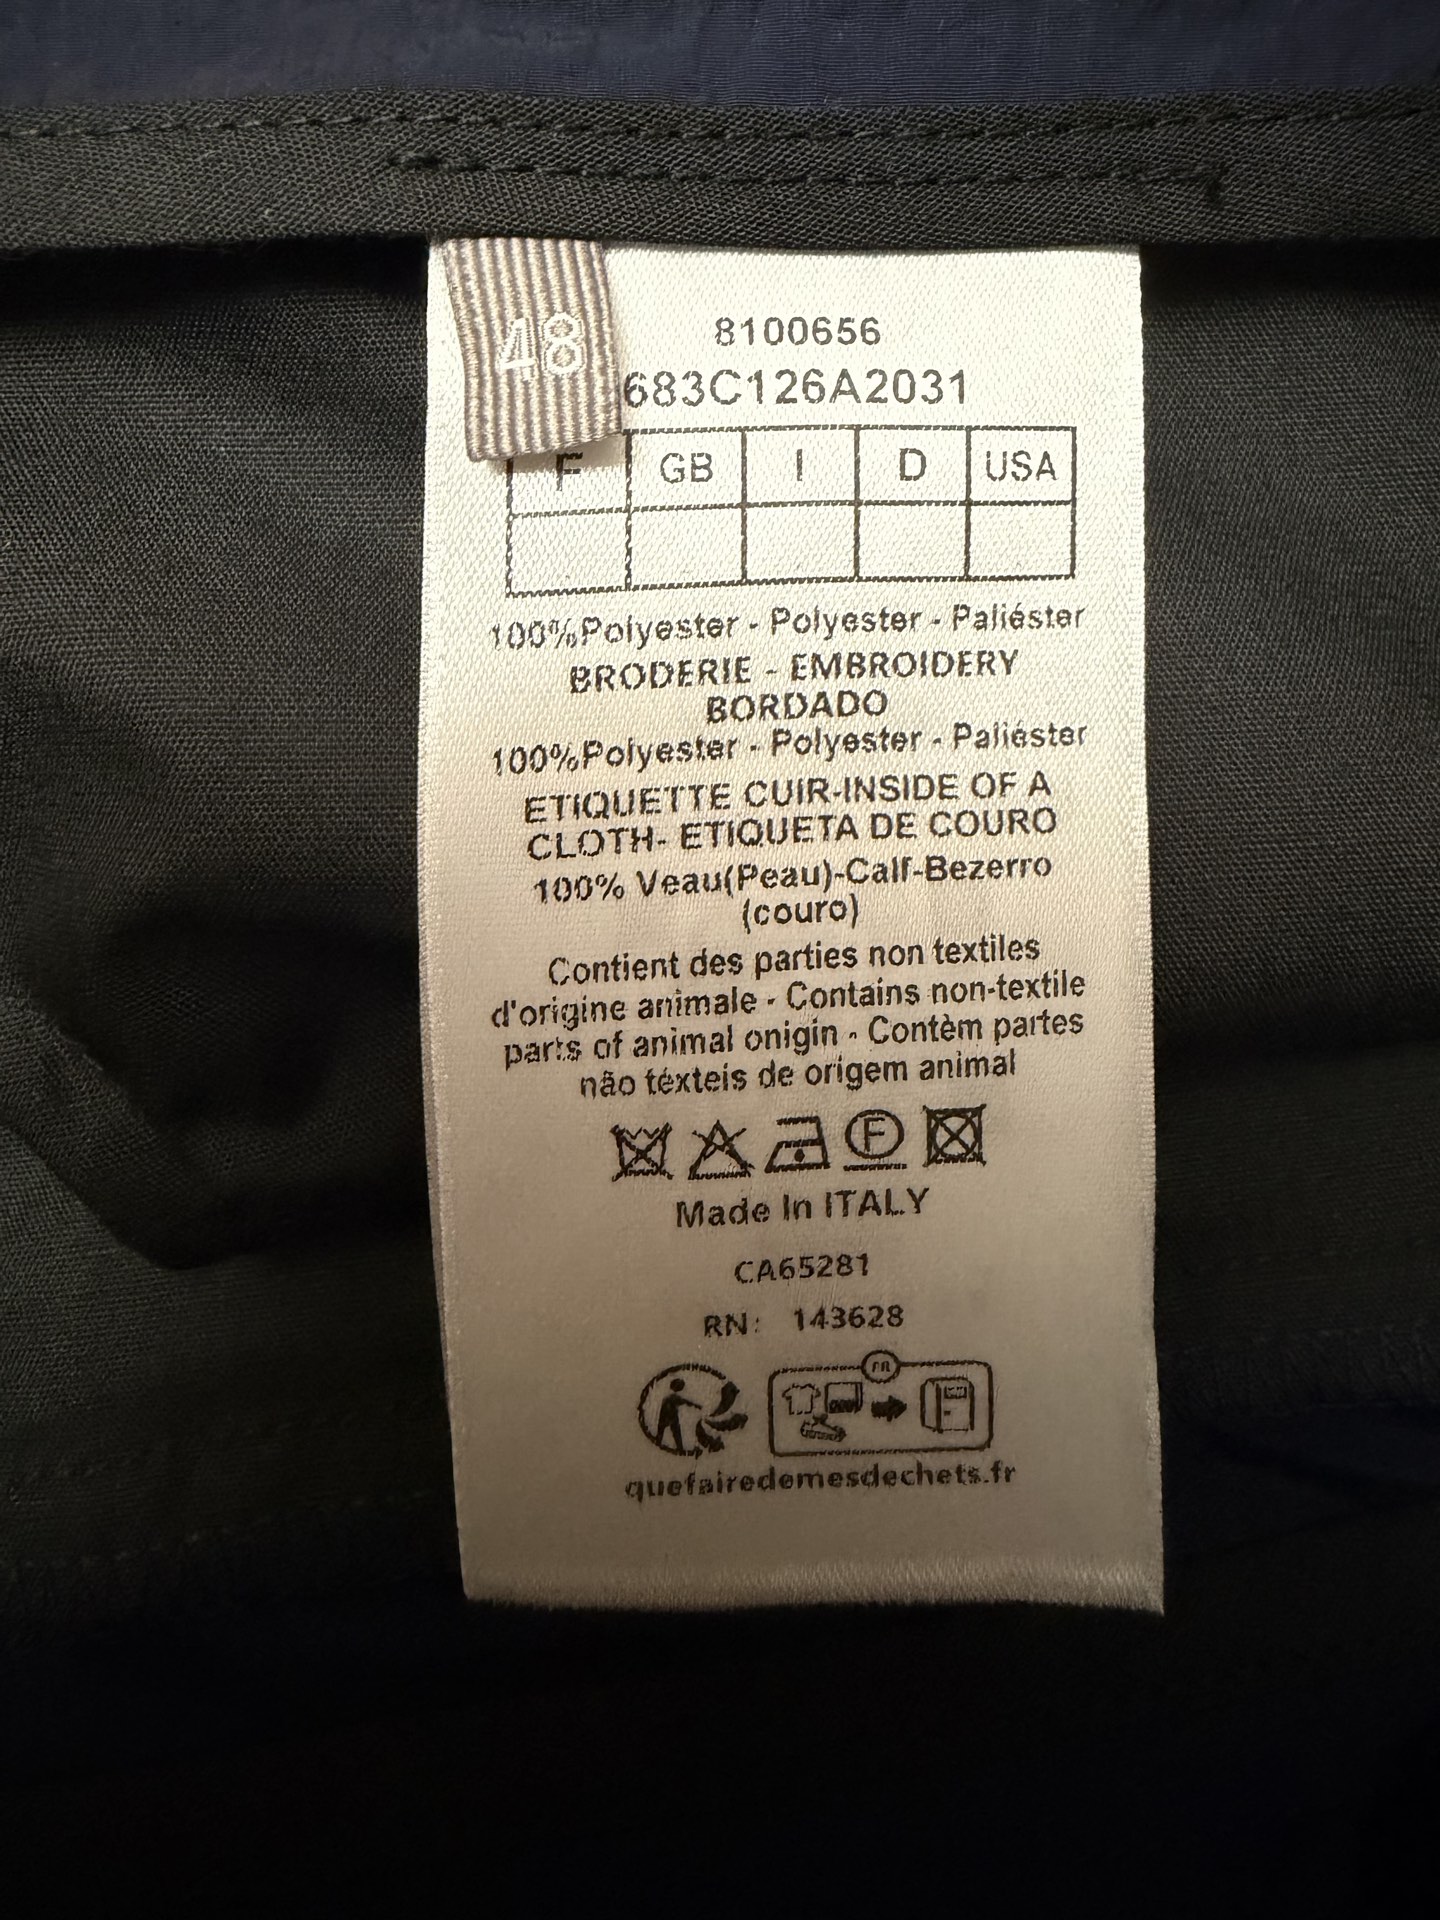 48
8100656
683C126A2031
F GB I D USA
100%Polyester - Polyester - Paliéster
BRODERIE - EMBROIDERY
BORDADO
100%Polyester - Polyester - Paliéster
ETIQUETTE CUIR-INSIDE OF A
CLOTH- ETIQUETA DE COURO
100% Veau(Peau)-Calf-Bezerro
(couro)
Contient des parties non textiles
d'origine animale - Contains non-textile
parts of animal onigin - Contèm partes
não téxteis de origem animal
F
Made In ITALY
CA65281
RN: 143628
FR
quefairedemesdechets.fr